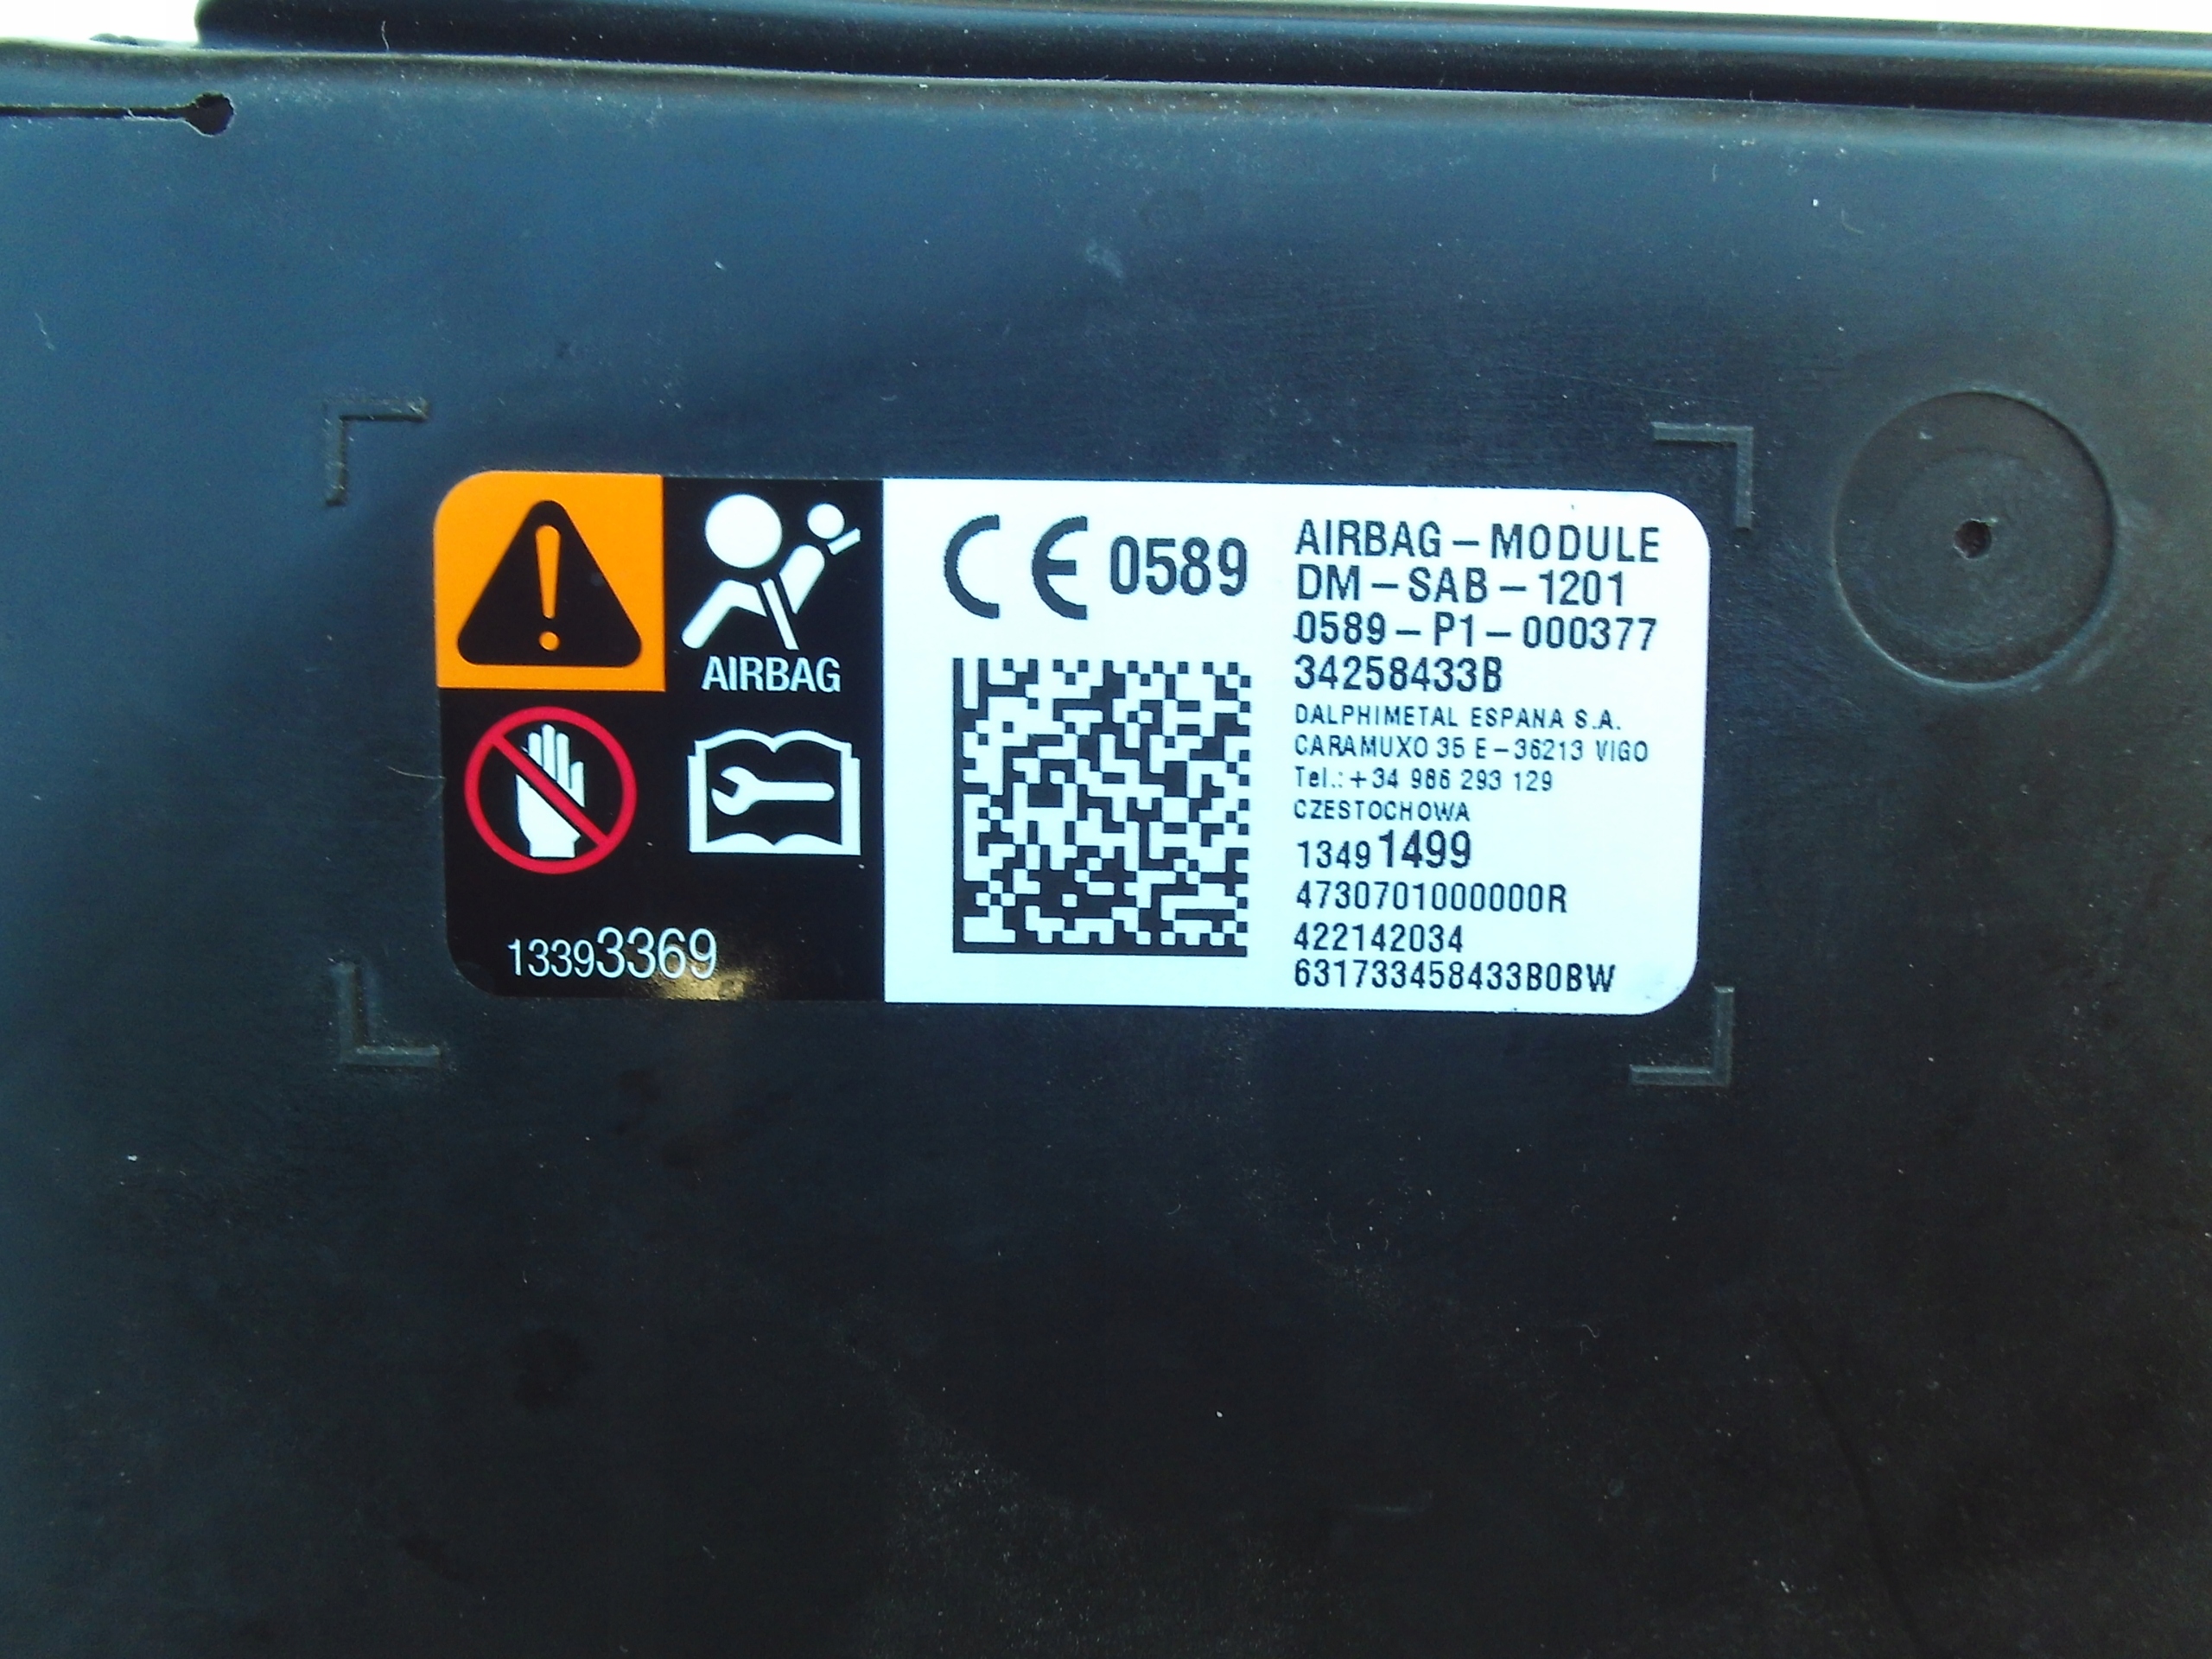 AIRBAG
13393369
CE 0589
AIRBAG-MODULE
DM-SAB-1201
0589-P1-000377
34258433B
DALPHIMETAL ESPANA S.A.
CARAMUXO 35 E-36213 VIGO
Tel.: +34 986 293 129
CZESTOCHOWA
13491499
4730701000000R
422142034
631733458433B0BW